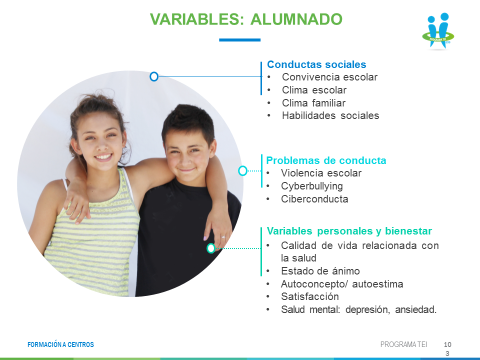 VARIABLES: ALUMNADO
Conductas sociales
• Convivencia escolar
• Clima escolar
• Clima familiar
• Habilidades sociales
Problemas de conducta
• Violencia escolar
• Cyberbullying
• Ciberconducta
Variables personales y bienestar
• Calidad de vida relacionada con
la salud
• Estado de ánimo
• Autoconcepto/ autoestima
• Satisfacción
• Salud mental: depresión, ansiedad.
FORMACIÓN A CENTROS
PROGRAMA TEI
10
3